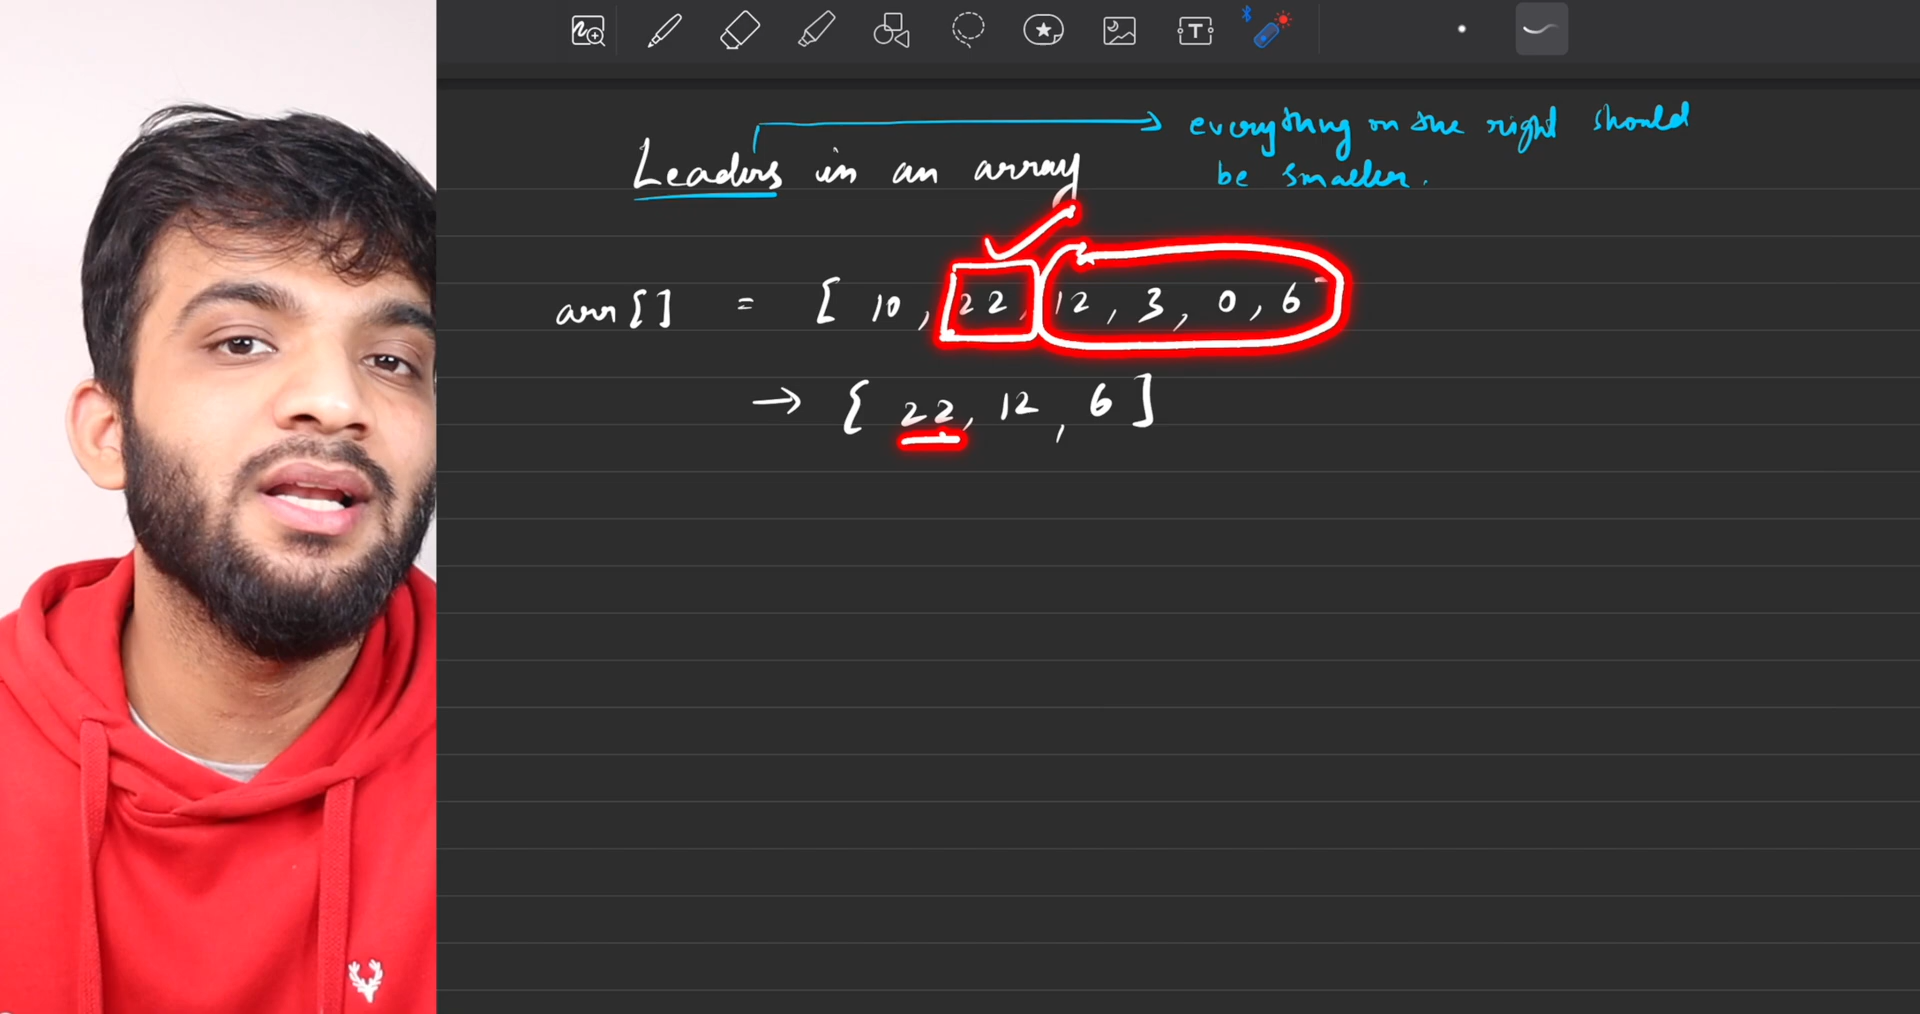 Leaders in an array
everything on the right should
be smaller.
arr[] = [ 10, 22, 12, 3, 0, 6
→ [ 22, 12, 6 ]